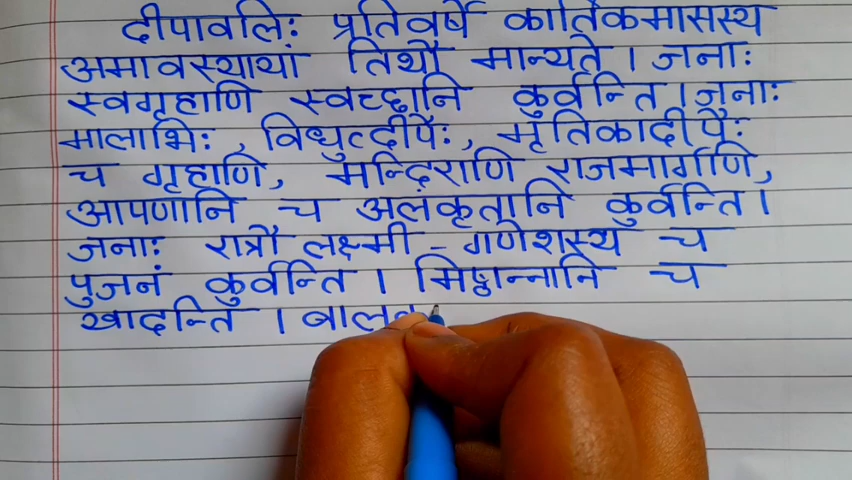 दीपावलिः प्रतिवर्षे कार्तिकमासस्य
अमावस्यायां तिथौ मान्यते । जनाः
स्वगृहाणि स्वच्छानि कुर्वन्ति । जनाः
मालाभिः , विधुत्दीपैः , मृतिकादीपैः
च गृहाणि, मन्दिराणि राजमार्गाणि,
आपणानि च अलंकृतानि कुर्वन्ति ।
जनाः रात्रौ लक्ष्मी - गणेशस्य च
पुजनं कुर्वन्ति । मिष्ठान्नानि च
खादन्ति ।